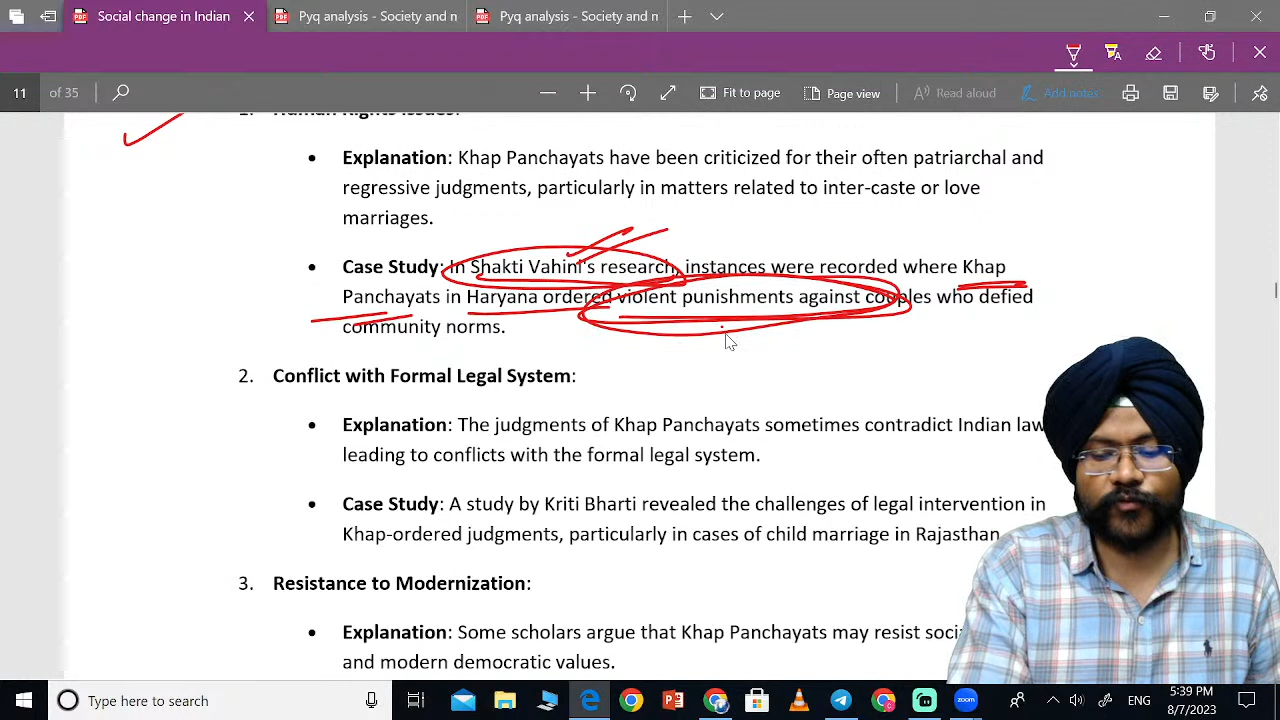 Social change in Indian
Pyq analysis - Society and n
Pyq analysis - Society and n
11 of 35
Fit to page
Page view
Read aloud
Add notes
Explanation: Khap Panchayats have been criticized for their often patriarchal and
regressive judgments, particularly in matters related to inter-caste or love
marriages.
Case Study: In Shakti Vahini's research, instances were recorded where Khap
Panchayats in Haryana ordered violent punishments against couples who defied
community norms.
2. Conflict with Formal Legal System:
Explanation: The judgments of Khap Panchayats sometimes contradict Indian law
leading to conflicts with the formal legal system.
Case Study: A study by Kriti Bharti revealed the challenges of legal intervention in
Khap-ordered judgments, particularly in cases of child marriage in Rajasthan
3. Resistance to Modernization:
Explanation: Some scholars argue that Khap Panchayats may resist soci
and modern democratic values.
Type here to search
ENG
5:39 PM
8/7/2023
zoom